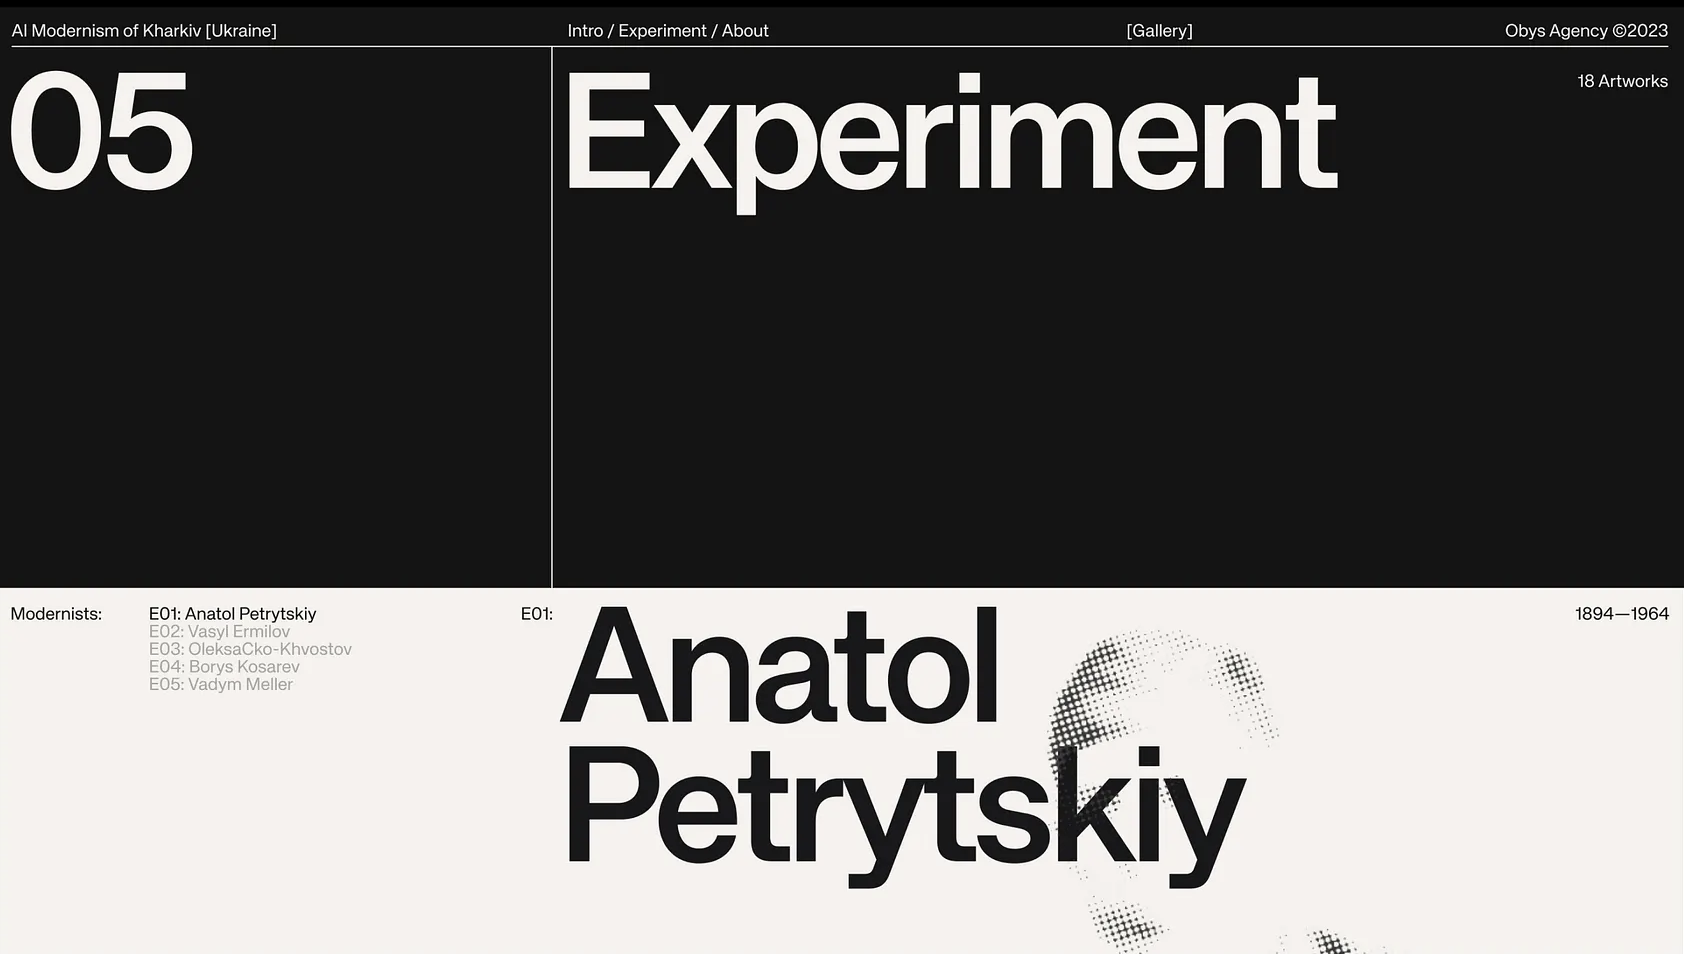 AI Modernism of Kharkiv [Ukraine]
Intro / Experiment / About
[Gallery]
Obys Agency ©2023
05
Experiment
18 Artworks
Modernists:
E01: Anatol Petrytskiy
E02: Vasyl Ermilov
E03: OleksaCko-Khvostov
E04: Borys Kosarev
E05: Vadym Meller
E01:
Anatol
Petrytskiy
1894—1964